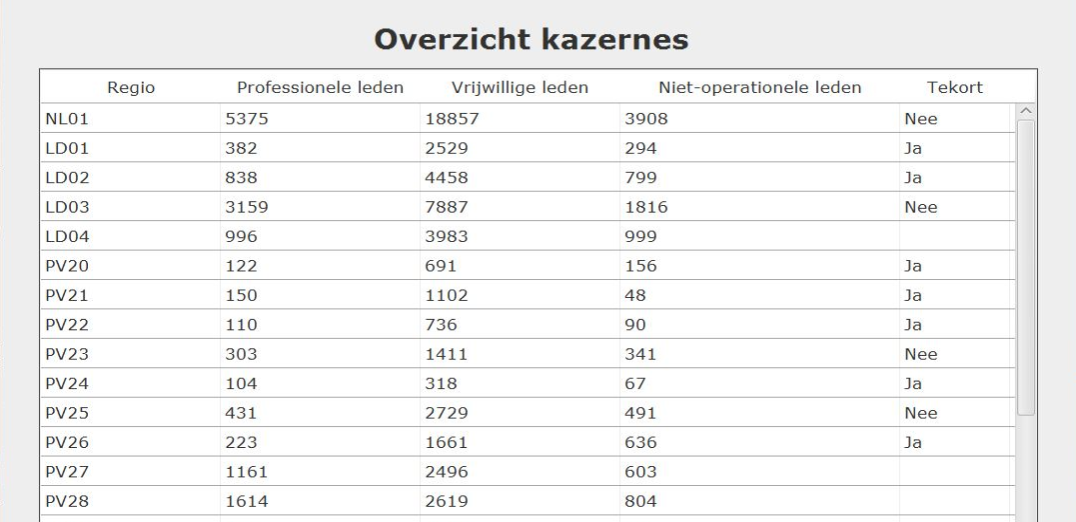 Overzicht kazernes
Regio Professionele leden Vrijwillige leden Niet-operationele leden Tekort
NL01 5375 18857 3908 Nee
LD01 382 2529 294 Ja
LD02 838 4458 799 Ja
LD03 3159 7887 1816 Nee
LD04 996 3983 999
PV20 122 691 156 Ja
PV21 150 1102 48 Ja
PV22 110 736 90 Ja
PV23 303 1411 341 Nee
PV24 104 318 67 Ja
PV25 431 2729 491 Nee
PV26 223 1661 636 Ja
PV27 1161 2496 603
PV28 1614 2619 804